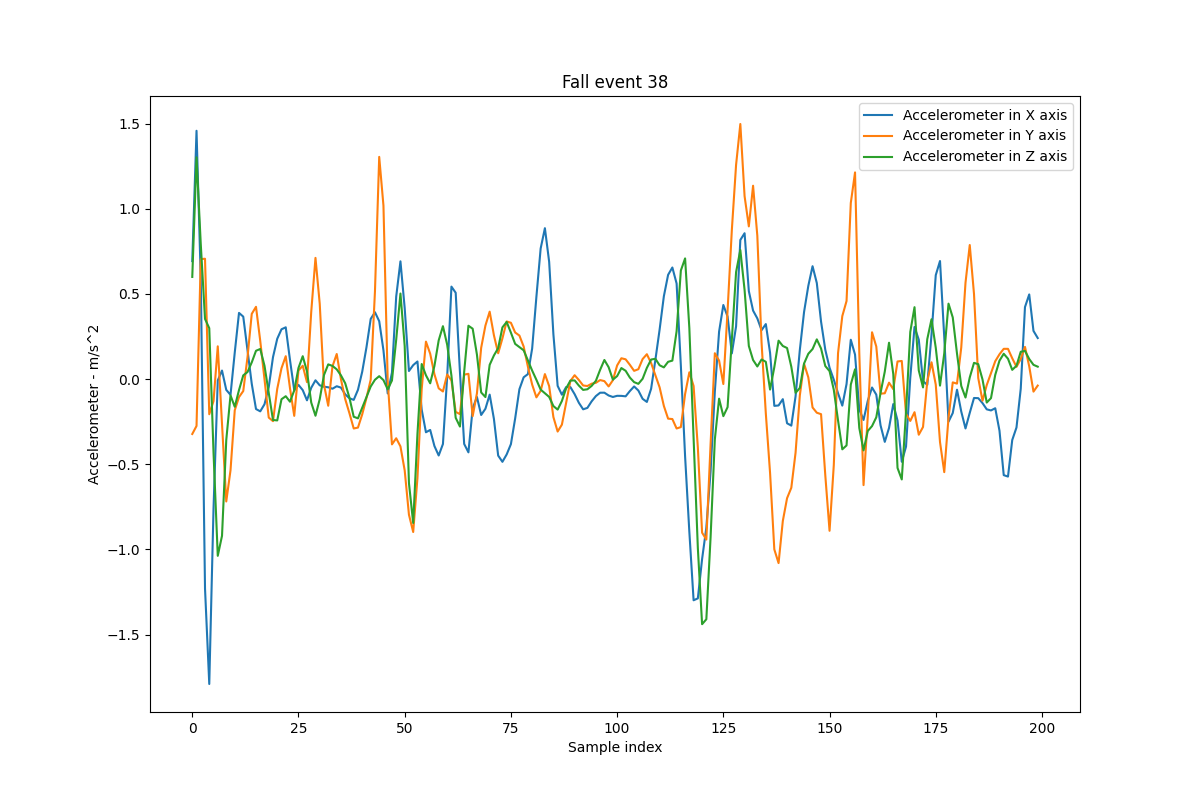 Fall event 38
Accelerometer in X axis
Accelerometer in Y axis
Accelerometer in Z axis
1.5
1.0
0.5
0.0
−0.5
−1.0
−1.5
Accelerometer - m/s^2
0 25 50 75 100 125 150 175 200
Sample index